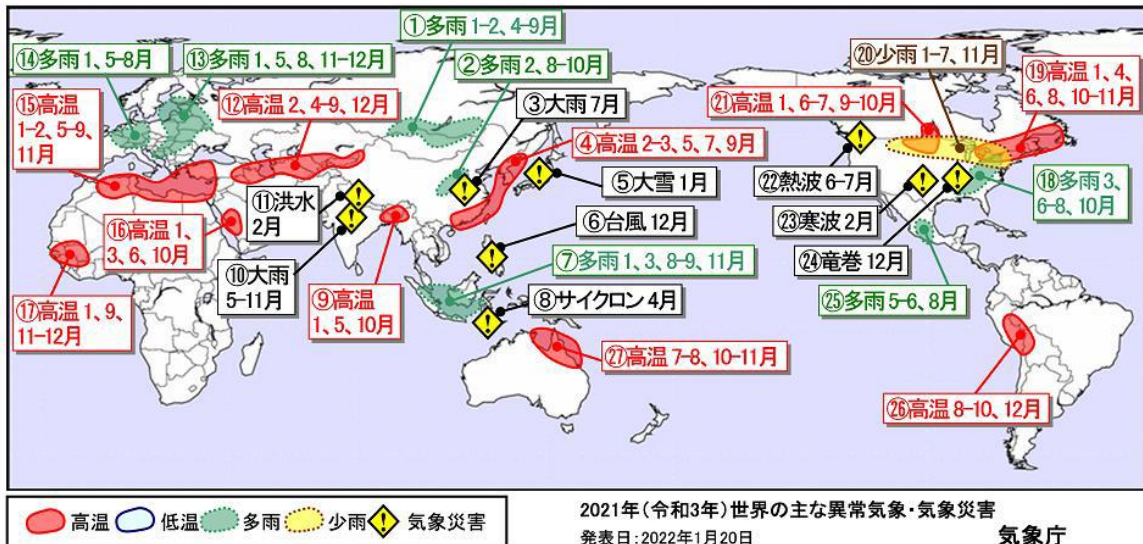 ①多雨 1-2、4-9月
⑭多雨 1、5-8月
⑬多雨 1、5、8、11-12月
②多雨 2、8-10月
⑳少雨 1-7、11月
⑲高温 1、4、
6、8、10-11月
⑮高温
1-2、5-9、
11月
⑫高温 2、4-9、12月
③大雨 7月
㉑高温 1、6-7、9-10月
④高温 2-3、5、7、9月
⑤大雪 1月
㉒熱波 6-7月
⑱多雨 3、
6-8、10月
⑪洪水
2月
⑥台風 12月
㉓寒波 2月
⑯高温 1、
3、6、10月
⑦多雨 1、3、8-9、11月
㉔竜巻 12月
⑩大雨
5-11月
⑨高温
1、5、10月
⑧サイクロン 4月
㉕多雨 5-6、8月
⑰高温 1、9、
11-12月
㉗高温 7-8、10-11月
㉖高温 8-10、12月
高温 低温 多雨 少雨 気象災害
2021年(令和3年)世界の主な異常気象・気象災害
発表日:2022年1月20日
気象庁